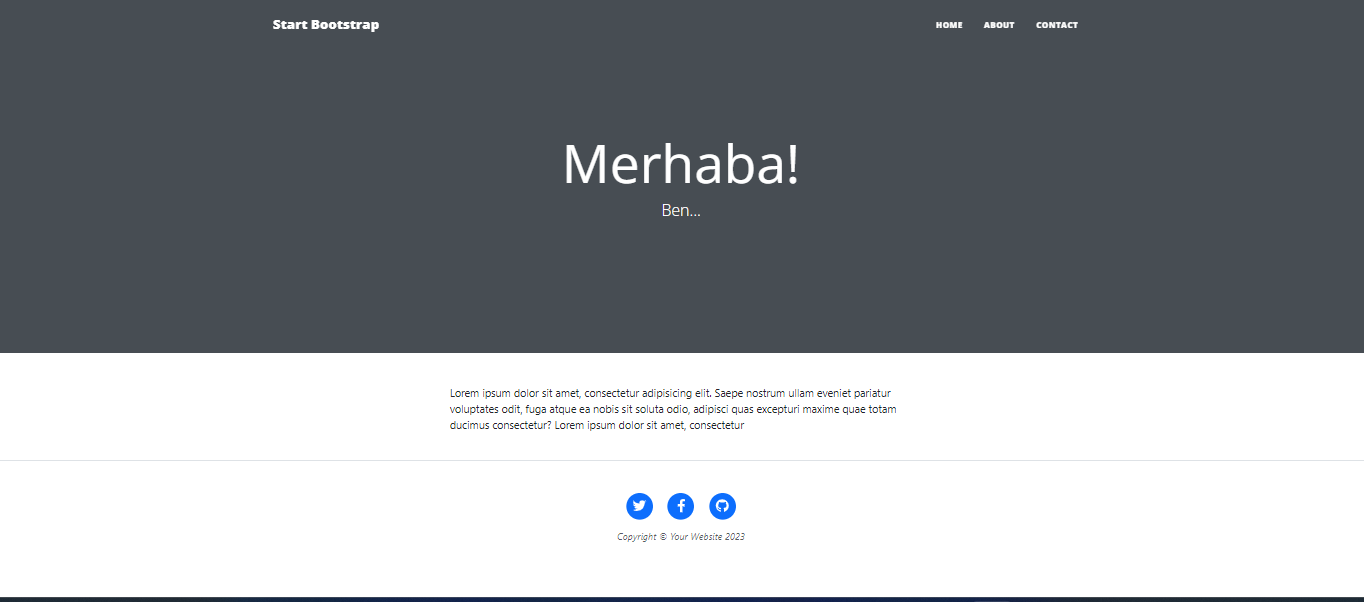 Start Bootstrap
HOME ABOUT CONTACT
Merhaba!
Ben...
Lorem ipsum dolor sit amet, consectetur adipisicing elit. Saepe nostrum ullam eveniet pariatur
voluptates odit, fuga atque ea nobis sit soluta odio, adipisci quas excepturi maxime quae totam
ducimus consectetur? Lorem ipsum dolor sit amet, consectetur
Copyright © Your Website 2023